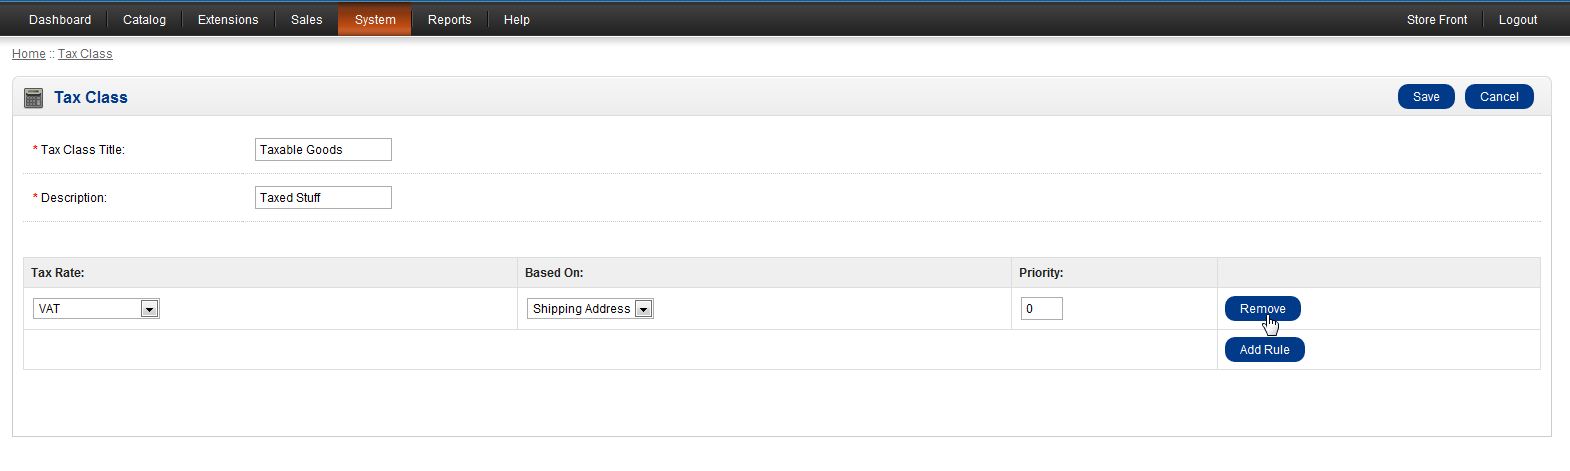 Dashboard Catalog Extensions Sales System Reports Help Store Front Logout
Home :: Tax Class
Tax Class Save Cancel
* Tax Class Title: Taxable Goods
* Description: Taxed Stuff
Tax Rate: Based On: Priority:
VAT Shipping Address 0 Remove
Add Rule